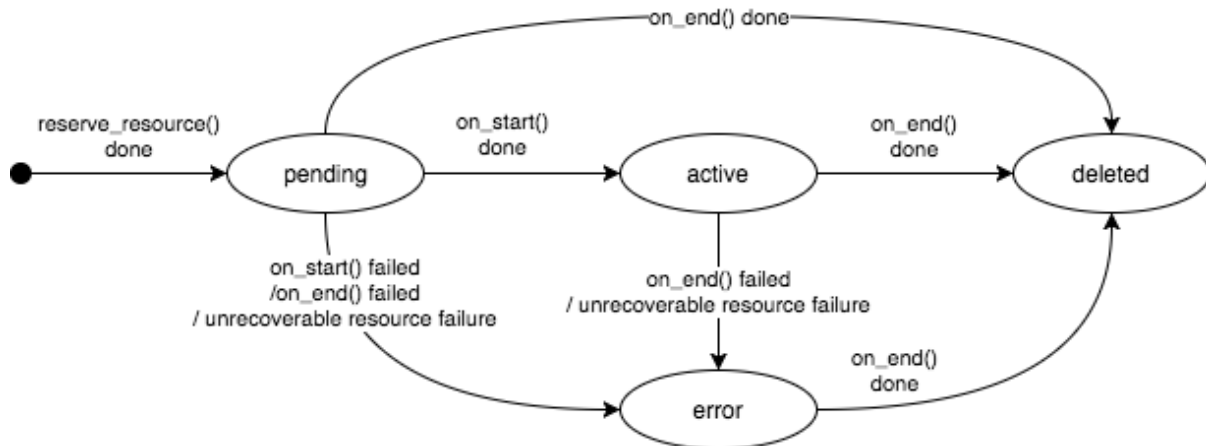 on_end() done
reserve_resource()
done
pending
on_start()
done
active
on_end()
done
deleted
on_start() failed
/on_end() failed
/ unrecoverable resource failure
on_end() failed
/ unrecoverable resource failure
on_end()
done
error